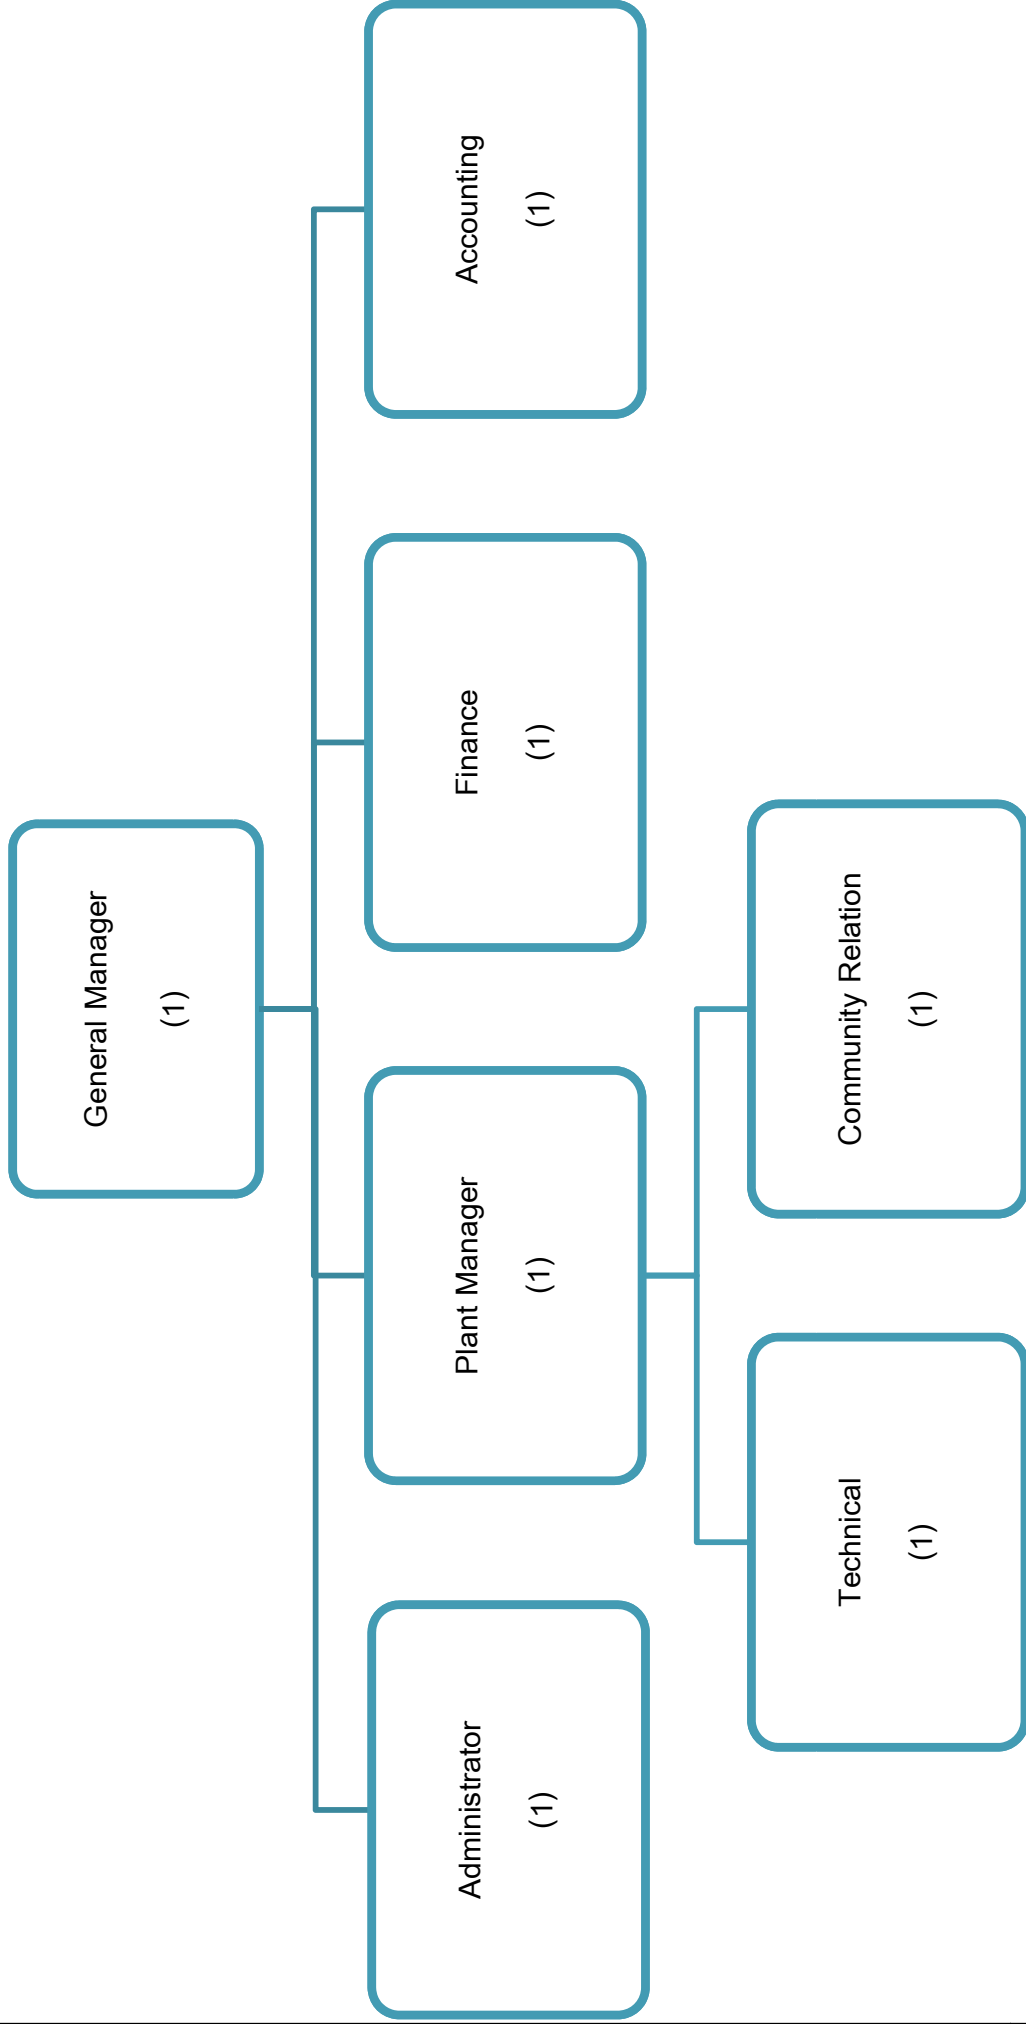 General Manager
(1)
Administrator
(1)
Plant Manager
(1)
Finance
(1)
Accounting
(1)
Technical
(1)
Community Relation
(1)